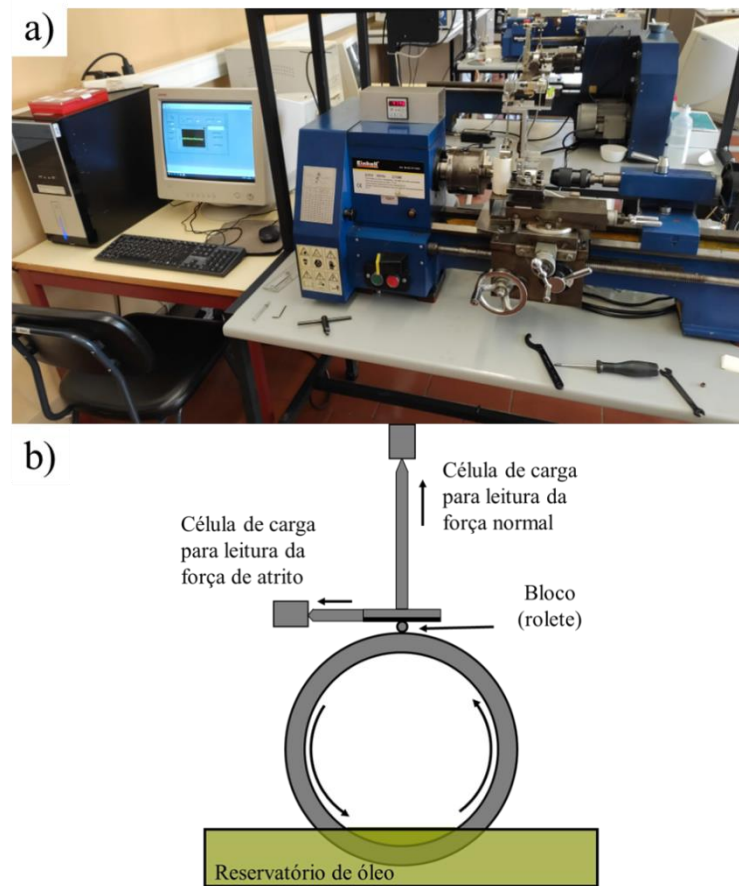 a)
Einhell
b)
Célula de carga
para leitura da
força normal
Célula de carga
para leitura da
força de atrito
Bloco
(rolete)
Reservatório de óleo